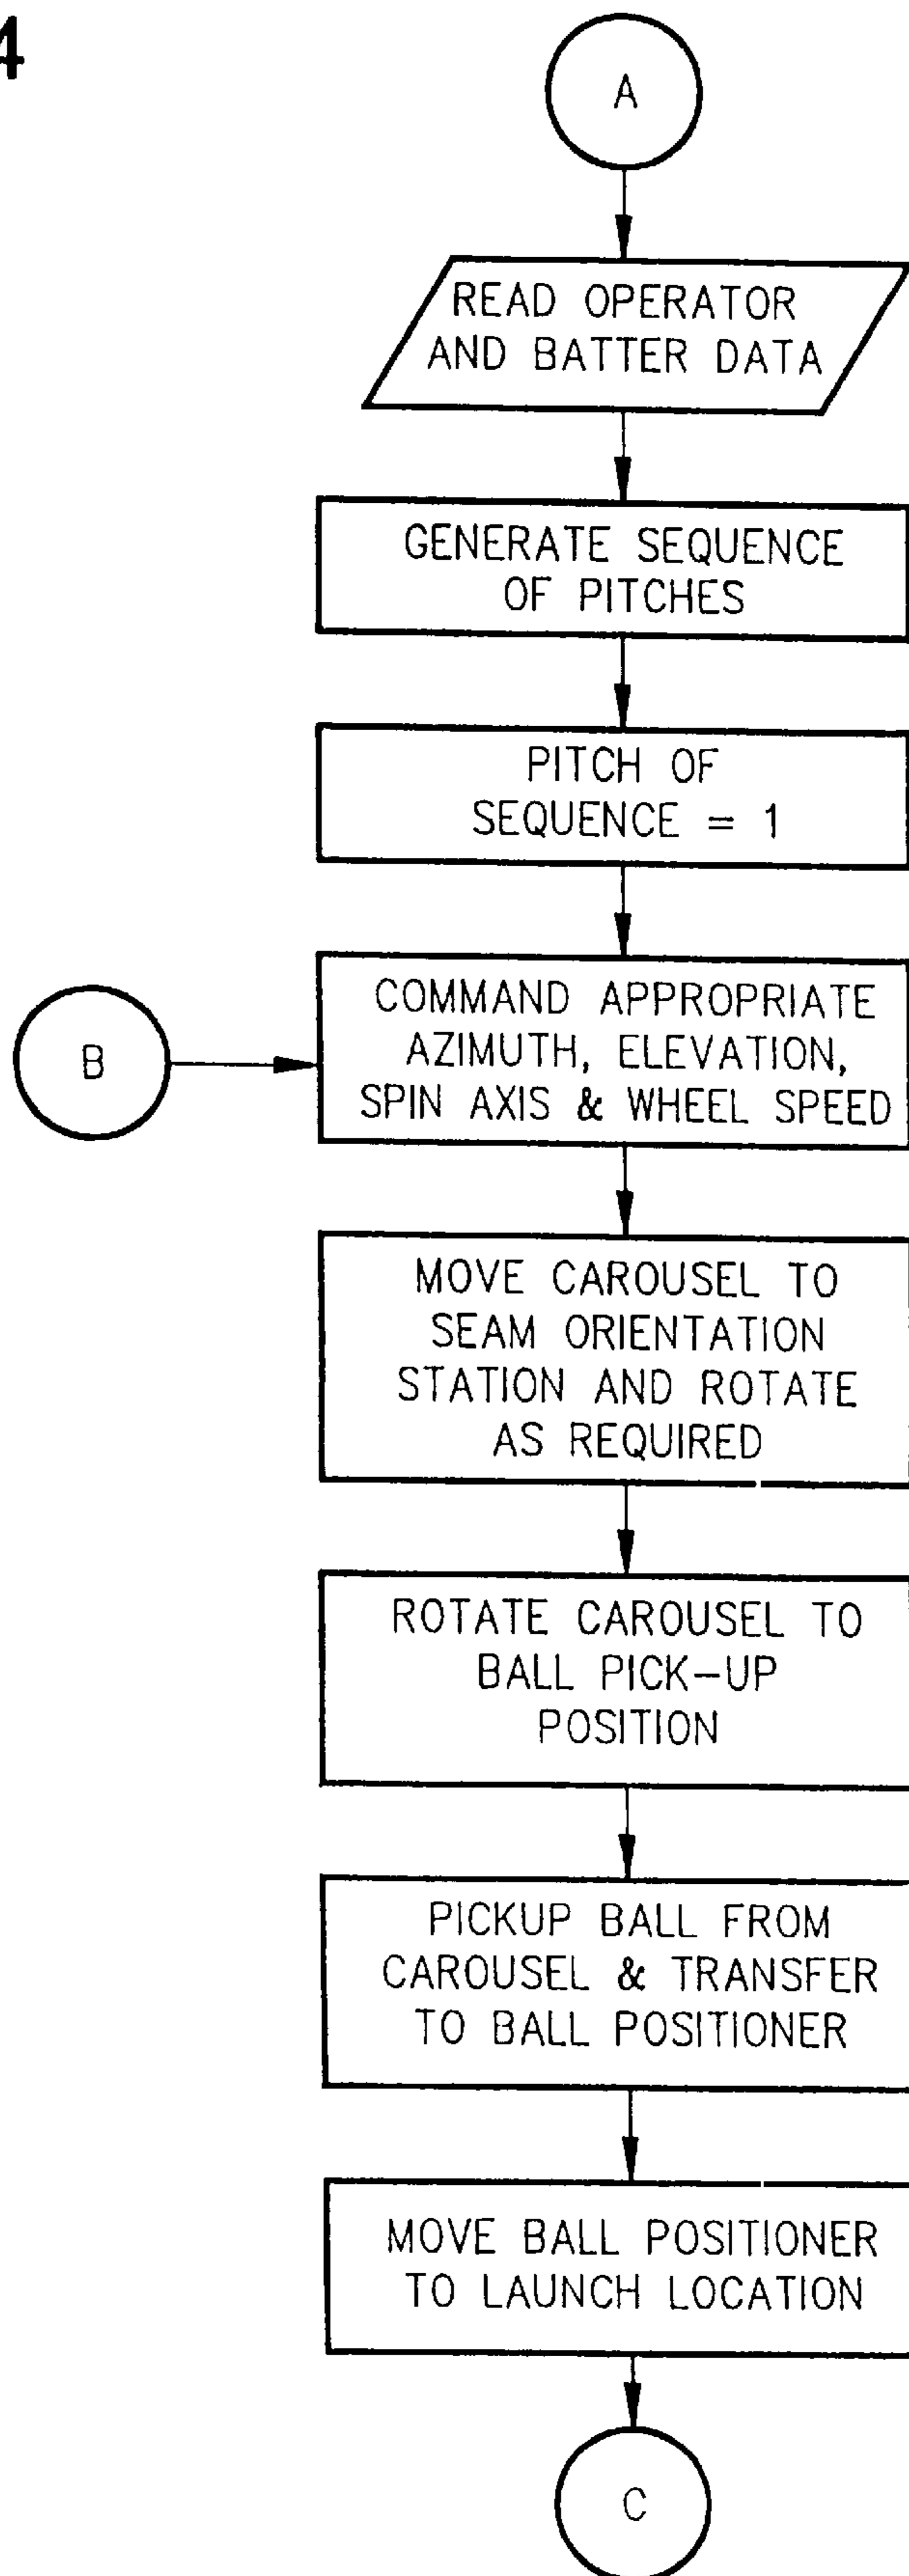 4
A
READ OPERATOR
AND BATTER DATA
GENERATE SEQUENCE
OF PITCHES
PITCH OF
SEQUENCE = 1
B
COMMAND APPROPRIATE
AZIMUTH, ELEVATION,
SPIN AXIS & WHEEL SPEED
MOVE CAROUSEL TO
SEAM ORIENTATION
STATION AND ROTATE
AS REQUIRED
ROTATE CAROUSEL TO
BALL PICK-UP
POSITION
PICKUP BALL FROM
CAROUSEL & TRANSFER
TO BALL POSITIONER
MOVE BALL POSITIONER
TO LAUNCH LOCATION
C